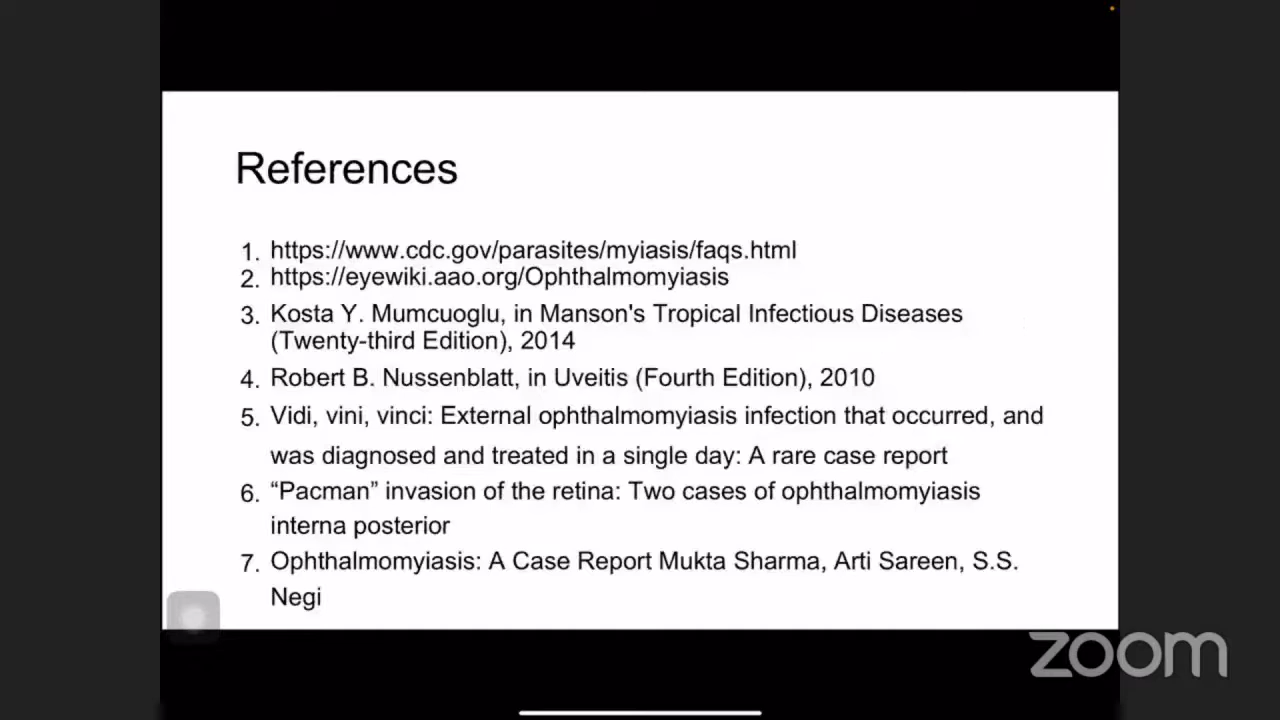 References
1. https://www.cdc.gov/parasites/myiasis/faqs.html
2. https://eyewiki.aao.org/Ophthalmomyiasis
3. Kosta Y. Mumcuoglu, in Manson's Tropical Infectious Diseases
(Twenty-third Edition), 2014
4. Robert B. Nussenblatt, in Uveitis (Fourth Edition), 2010
5. Vidi, vini, vinci: External ophthalmomyiasis infection that occurred, and
was diagnosed and treated in a single day: A rare case report
6. “Pacman” invasion of the retina: Two cases of ophthalmomyiasis
interna posterior
7. Ophthalmomyiasis: A Case Report Mukta Sharma, Arti Sareen, S.S.
Negi
zoom